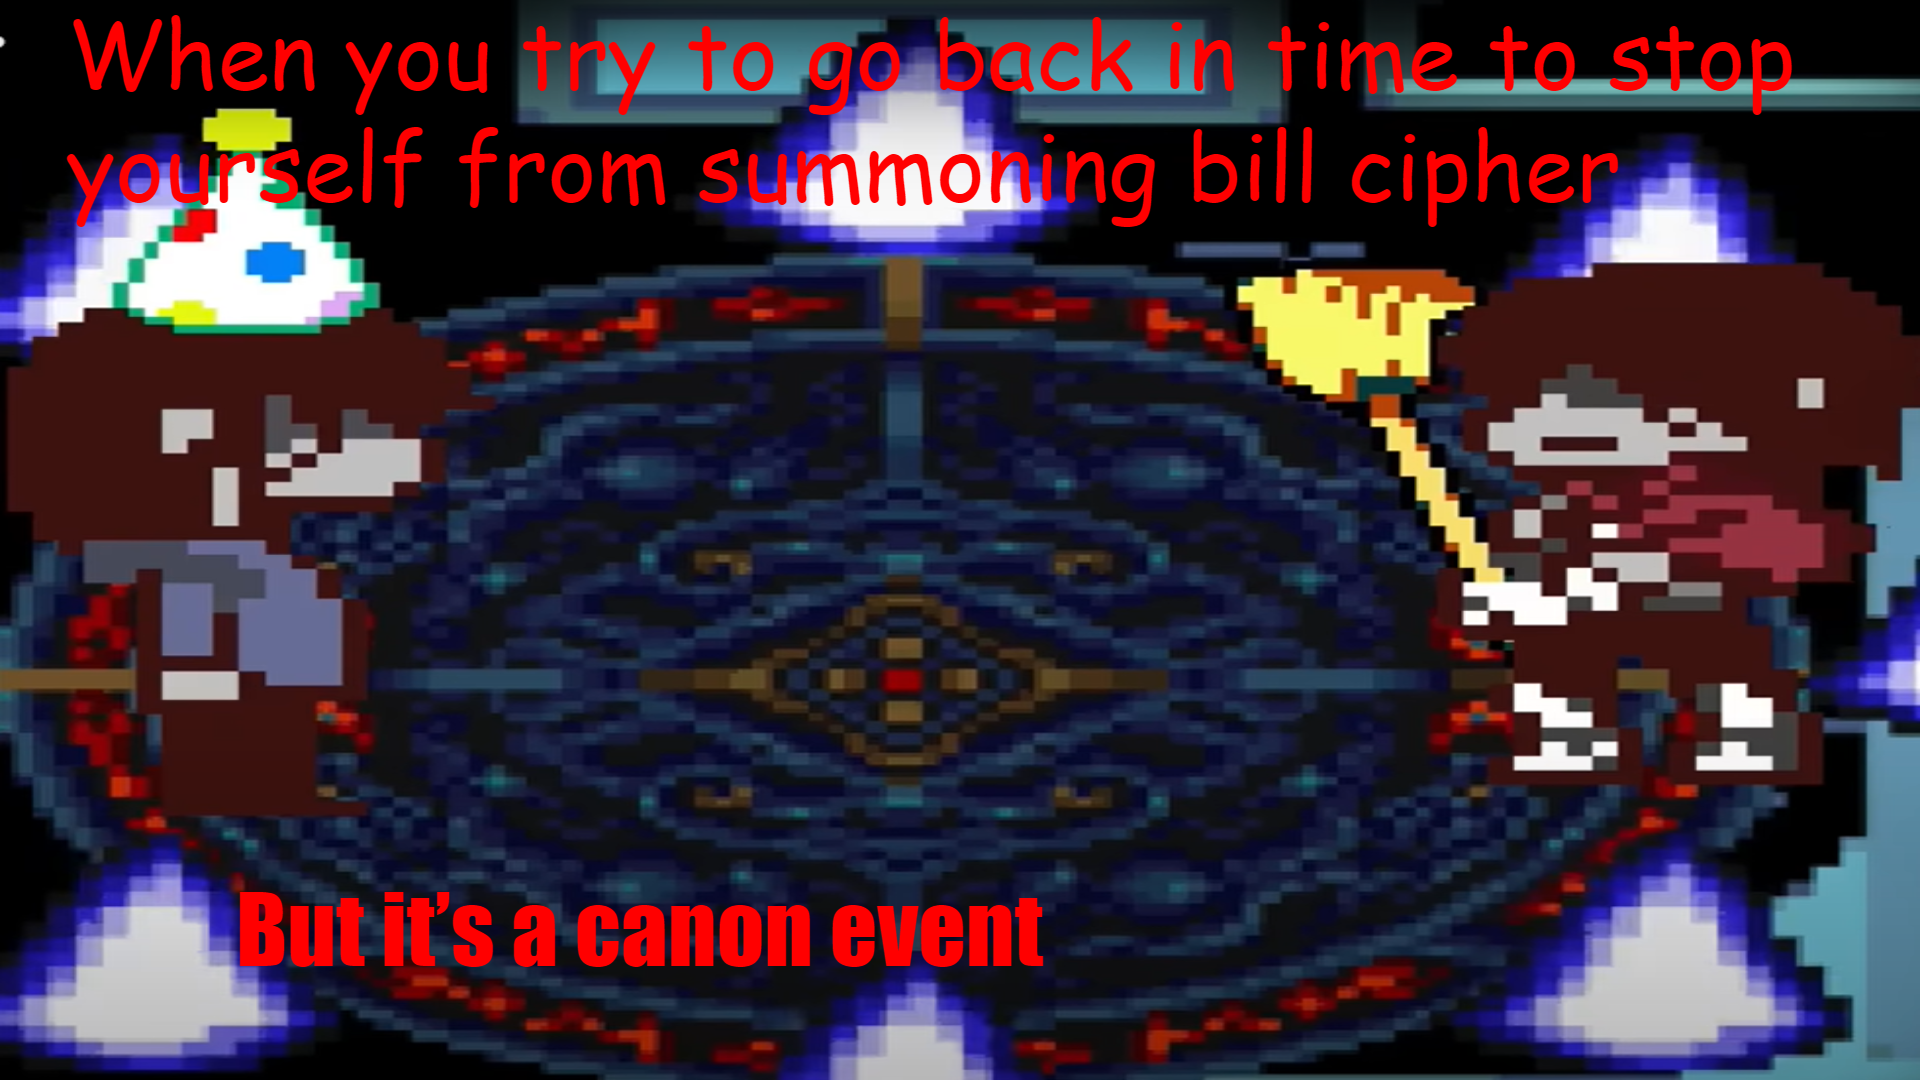 When you try to go back in time to stop
yourself from summoning bill cipher
But it’s a canon event